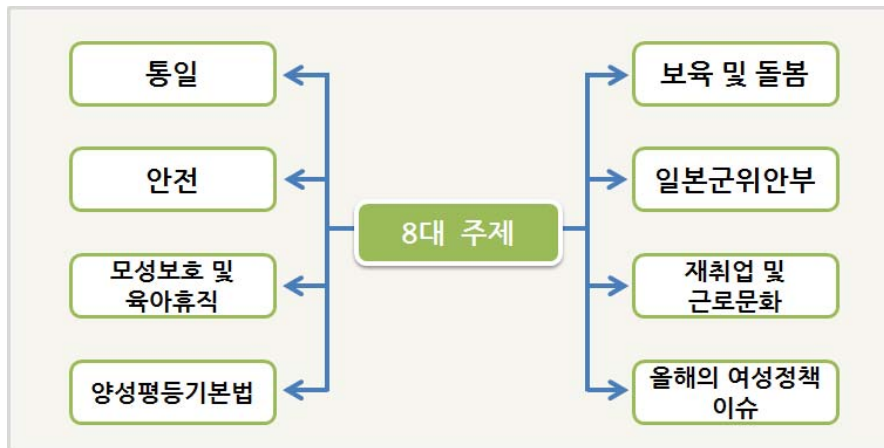 통일
안전
모성보호 및
육아휴직
양성평등기본법
8대 주제
보육 및 돌봄
일본군위안부
재취업 및
근로문화
올해의 여성정책
이슈